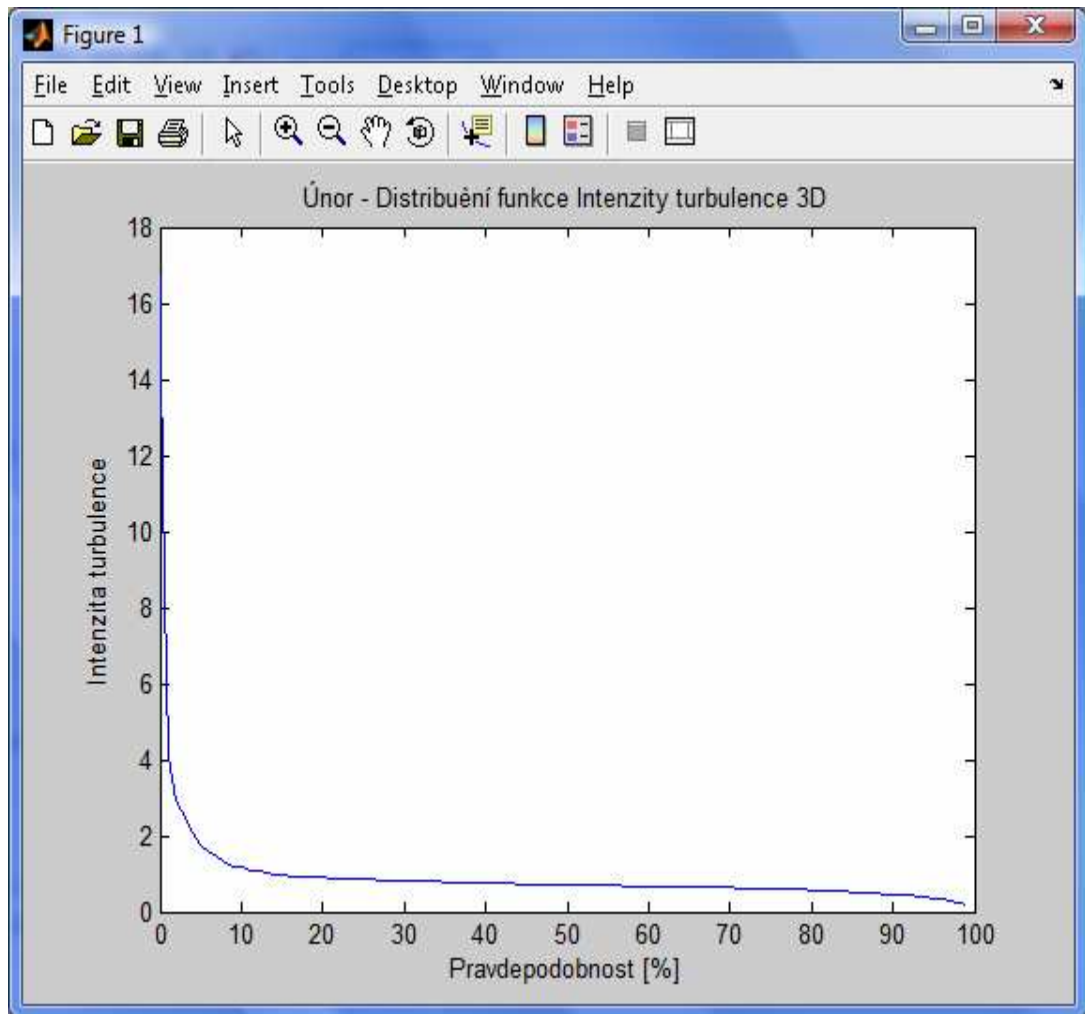 Figure 1
File Edit View Insert Tools Desktop Window Help
Únor - Distribuèní funkce Intenzity turbulence 3D
18
16
14
12
10
8
6
4
2
0
Intenzita turbulence
0 10 20 30 40 50 60 70 80 90 100
Pravdepodobnost [%]